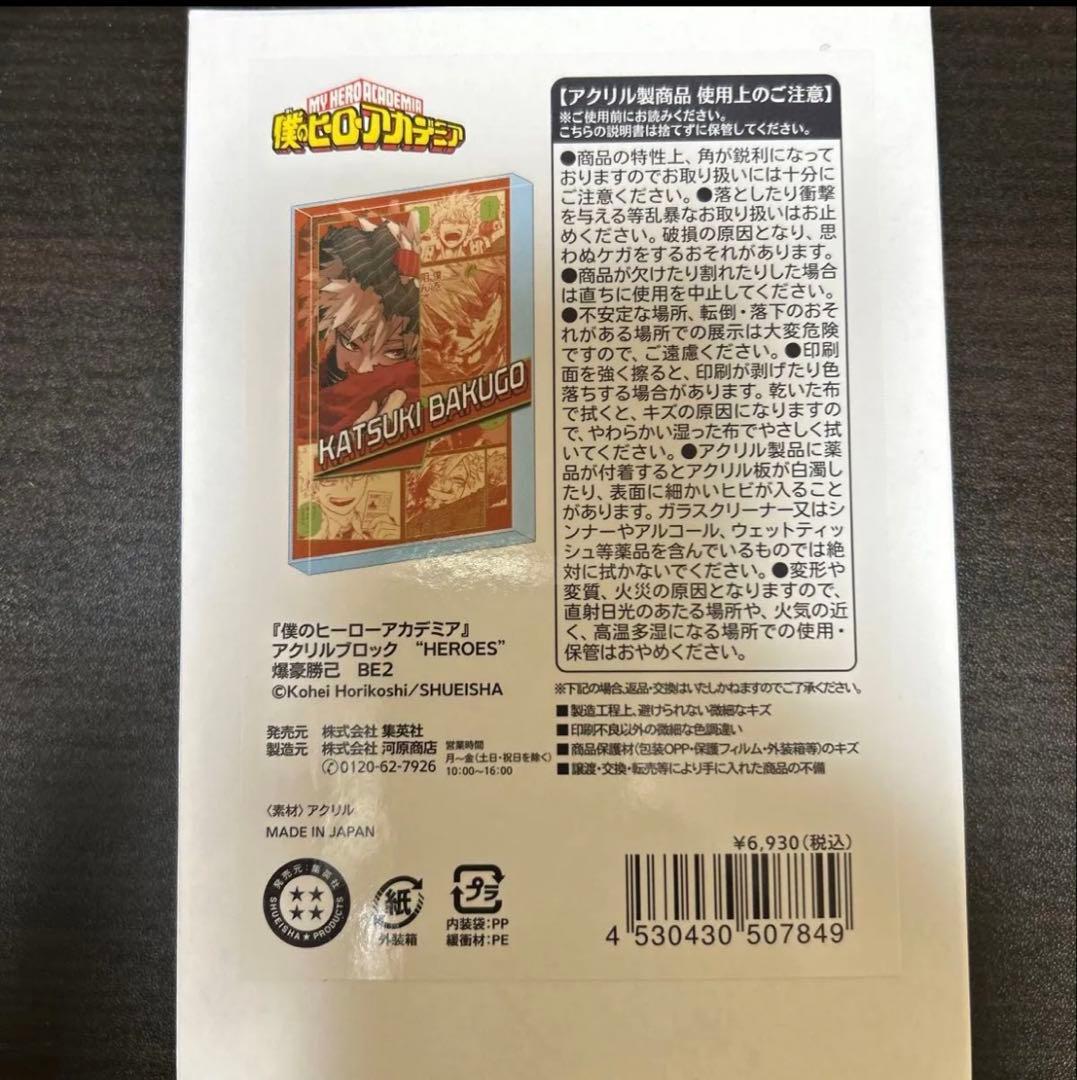 MY HERO ACADEMIA
僕のヒーローアカデミア
KATSUKI BAKUGO
『僕のヒーローアカデミア』
アクリルブロック “HEROES”
爆豪勝己 BE2
©Kohei Horikoshi/SHUEISHA
発売元 株式会社 集英社
製造元 株式会社 河原商店
✆0120-62-7926
営業時間
月～金(土日・祝日を除く)
10:00～16:00
〈素材〉アクリル
MADE IN JAPAN
発売元:集英社
SHUEISHA★PRODUCTS
紙
外装箱
プラ
内装袋:PP
緩衝材:PE
【アクリル製商品 使用上のご注意】
※ご使用前にお読みください。
こちらの説明書は捨てずに保管してください。
●商品の特性上、角が鋭利になって
おりますのでお取り扱いには十分に
ご注意ください。●落としたり衝撃
を与える等乱暴なお取り扱いはお止
めください。破損の原因となり、思
わぬケガをするおそれがあります。
●商品が欠けたり割れたりした場合
は直ちに使用を中止してください。
●不安定な場所、転倒・落下のおそ
れがある場所での展示は大変危険
ですので、ご遠慮ください。●印刷
面を強く擦ると、印刷が剥げたり色
落ちする場合があります。乾いた布
で拭くと、キズの原因になりますの
で、やわらかい湿った布でやさしく拭
いてください。●アクリル製品に薬
品が付着するとアクリル板が白濁し
たり、表面に細かいヒビが入ること
があります。ガラスクリーナー又はシ
ンナーやアルコール、ウェットティッ
シュ等薬品を含んでいるものでは絶
対に拭かないでください。●変形や
変質、火災の原因となりますので、
直射日光のあたる場所や、火気の近
く、高温多湿になる場所での使用・
保管はおやめください。
※下記の場合、返品・交換はいたしかねますのでご了承ください。
■製造工程上、避けられない微細なキズ
■印刷不良以外の微細な色調違い
■商品保護材(包装OPP・保護フィルム・外装箱等)のキズ
■譲渡・交換・転売等により手に入れた商品の不備
¥6,930(税込)
4 530430 507849